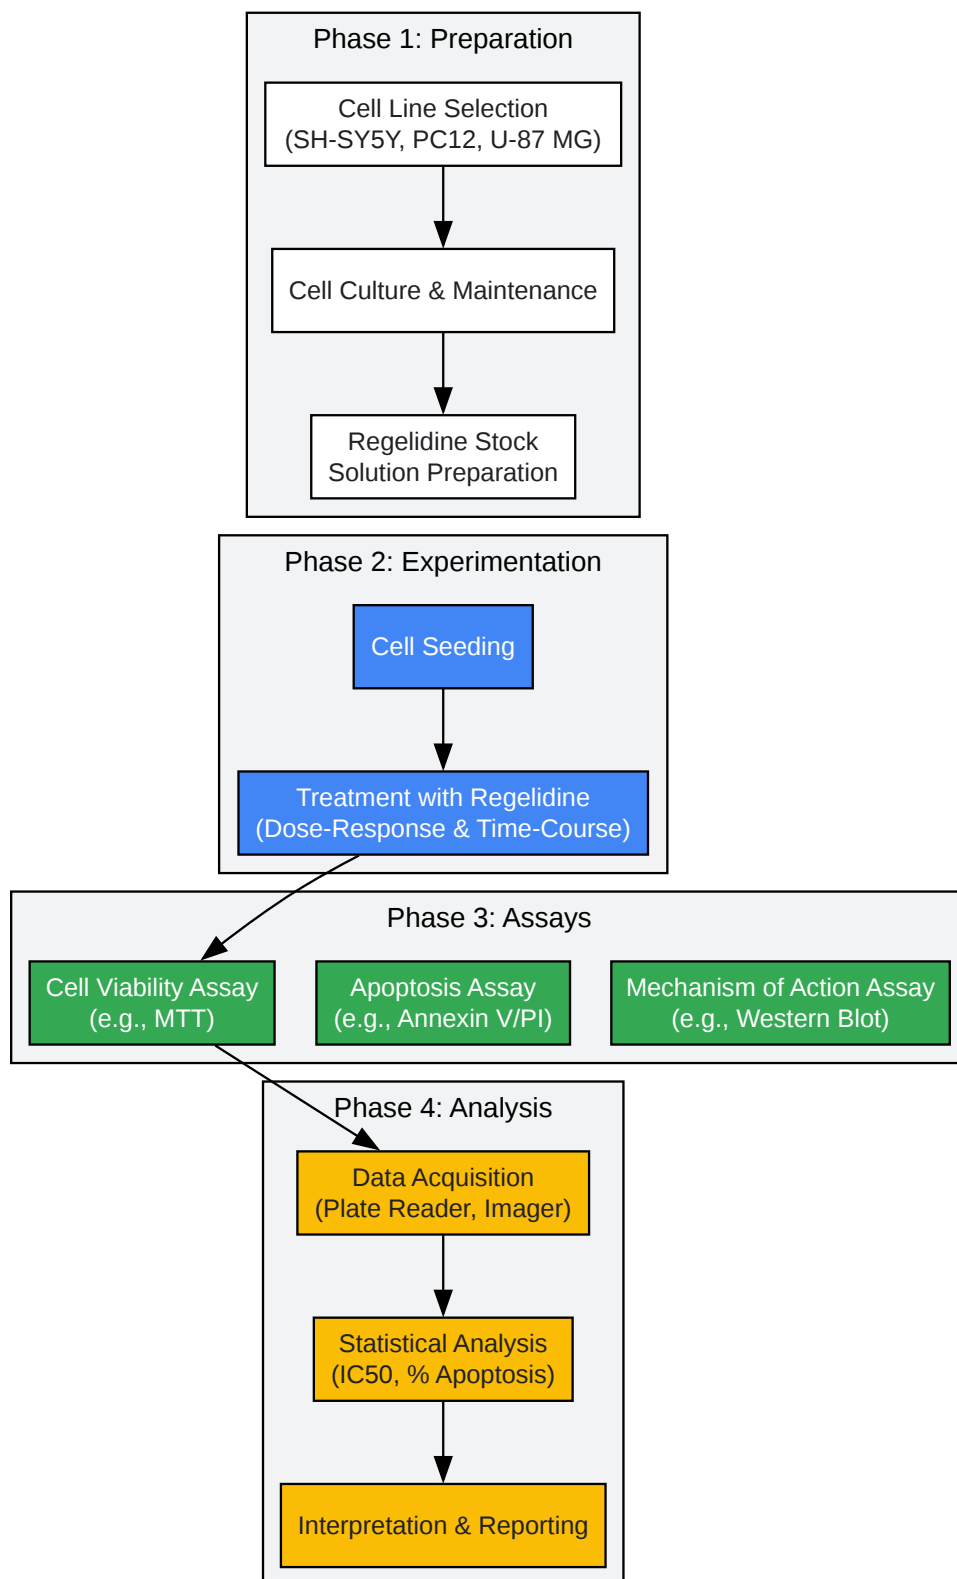 Phase 1: Preparation
Cell Line Selection
(SH-SY5Y, PC12, U-87 MG)
Cell Culture & Maintenance
Regelidine Stock
Solution Preparation
Phase 2: Experimentation
Cell Seeding
Treatment with Regelidine
(Dose-Response & Time-Course)
Phase 3: Assays
Cell Viability Assay
(e.g., MTT)
Apoptosis Assay
(e.g., Annexin V/PI)
Mechanism of Action Assay
(e.g., Western Blot)
Phase 4: Analysis
Data Acquisition
(Plate Reader, Imager)
Statistical Analysis
(IC50, % Apoptosis)
Interpretation & Reporting